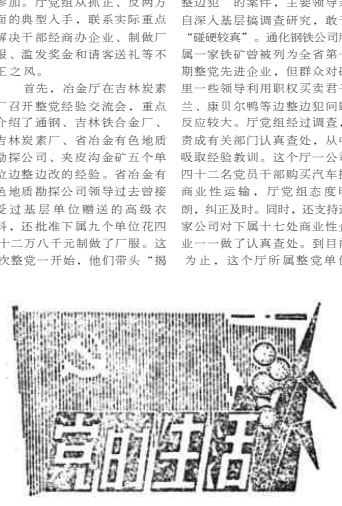 参加。厅党组从抓正、反两方
面的典型入手，联系实际重点
解决干部经商办企业、制做厂
服、滥发奖金和请客送礼等不
正之风。
首先，冶金厅在吉林炭素
厂召开整党经验交流会，重点
介绍了通钢、吉林铁合金厂、
吉林炭素厂、省冶金有色地质
勘探公司、夹皮沟金矿五个单
位边整边改的经验。省冶金有
色地质勘探公司领导过去曾接
受过基层单位赠送的高级衣
料，还批准下属九个单位花四
十二万八千元制做了厂服。这
次整党一开始，他们带头“揭
整边犯”的案件，主要领导亲
自深入基层搞调查研究，敢于
“碰硬较真”。通化钢铁公司所
属一家铁矿曾被列为全省第一
期整党先进企业，但群众对矿
里一些领导利用职权买卖君子
兰、康贝尔鸭等边整边犯问题
反应较大。厅党组经过调查，
责成有关部门认真查处，从中
吸取经验教训。这个厅一公司
四十二名党员干部购买汽车搞
商业性运输，厅党组态度明
朗，纠正及时。同时，还支持这
家公司对下属十七处商业性企
业一一做了认真查处。到目前
为止，这个厅所属整党单位
党的生活